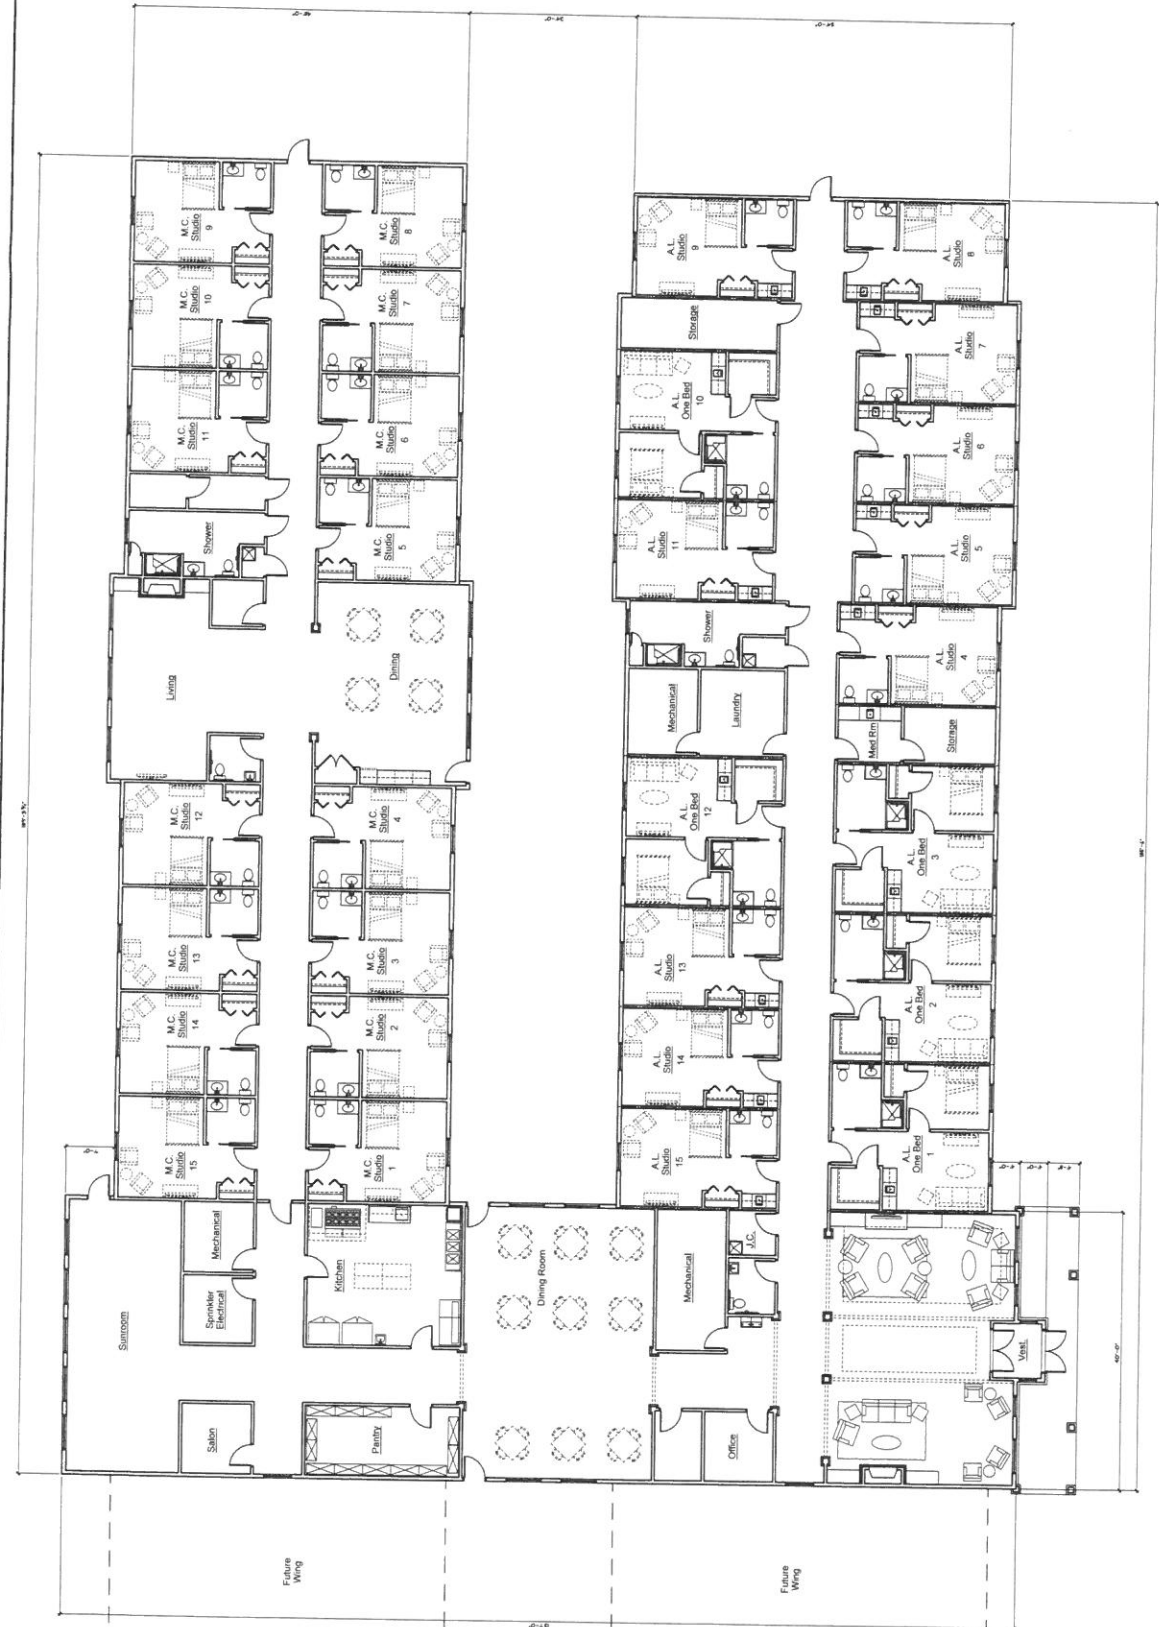 M.C.
Studio
9
M.C.
Studio
8
M.C.
Studio
10
M.C.
Studio
7
M.C.
Studio
11
M.C.
Studio
6
Shower
M.C.
Studio
5
Living
Dining
M.C.
Studio
12
M.C.
Studio
4
M.C.
Studio
13
M.C.
Studio
3
M.C.
Studio
14
M.C.
Studio
2
M.C.
Studio
15
M.C.
Studio
1
A.L.
Studio
9
A.L.
Studio
8
Storage
A.L.
Studio
7
A.L.
One Bed
10
A.L.
Studio
6
A.L.
Studio
11
A.L.
Studio
5
Shower
A.L.
Studio
4
Mechanical
Laundry
Med Rm
Storage
A.L.
One Bed
12
A.L.
One Bed
3
A.L.
Studio
13
A.L.
One Bed
2
A.L.
Studio
14
A.L.
Studio
15
A.L.
One Bed
1
Sunroom
Mechanical
Sprinkler
Electrical
Salon
Kitchen
Pantry
Dining Room
Mechanical
J.C.
Office
Vest.
40'-0"
Future
Wing
Future
Wing